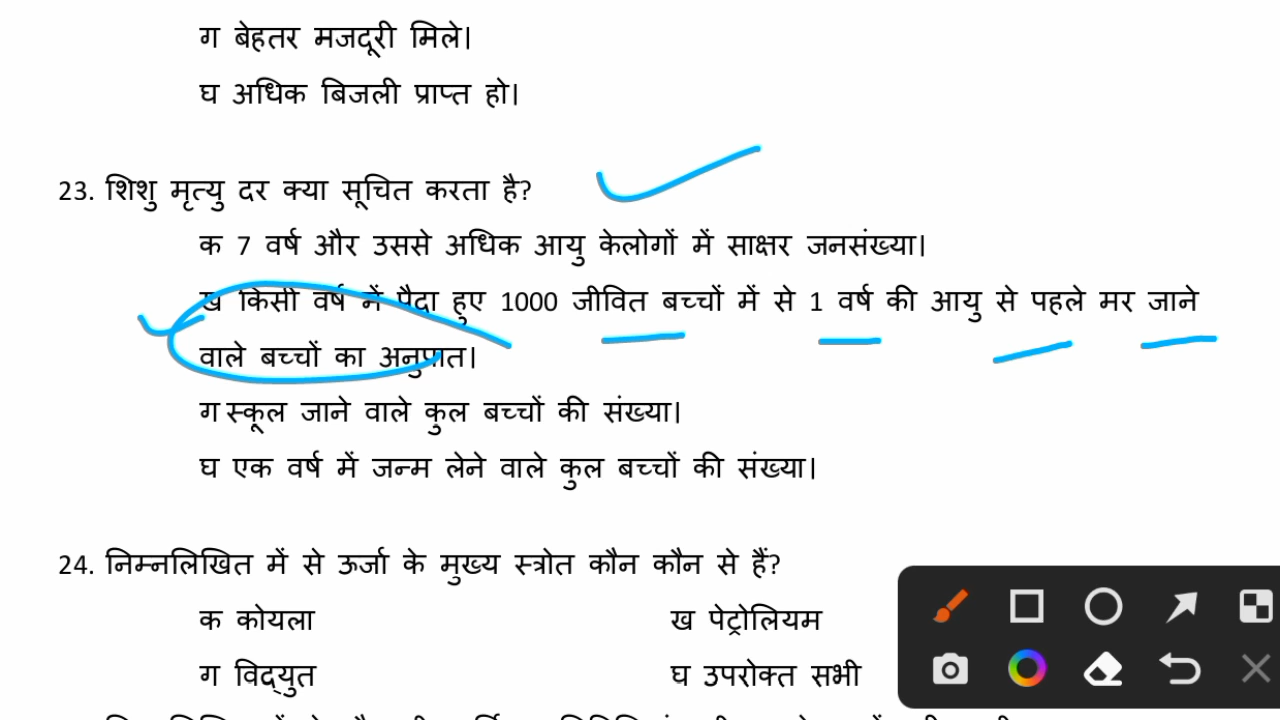 ग बेहतर मजदूरी मिले।
घ अधिक बिजली प्राप्त हो।
23. शिशु मृत्यु दर क्या सूचित करता है?
क 7 वर्ष और उससे अधिक आयु केलोगों में साक्षर जनसंख्या।
ख किसी वर्ष में पैदा हुए 1000 जीवित बच्चों में से 1 वर्ष की आयु से पहले मर जाने
वाले बच्चों का अनुपात।
ग स्कूल जाने वाले कुल बच्चों की संख्या।
घ एक वर्ष में जन्म लेने वाले कुल बच्चों की संख्या।
24. निम्नलिखित में से ऊर्जा के मुख्य स्त्रोत कौन कौन से हैं?
क कोयला ख पेट्रोलियम
ग विद्युत घ उपरोक्त सभी